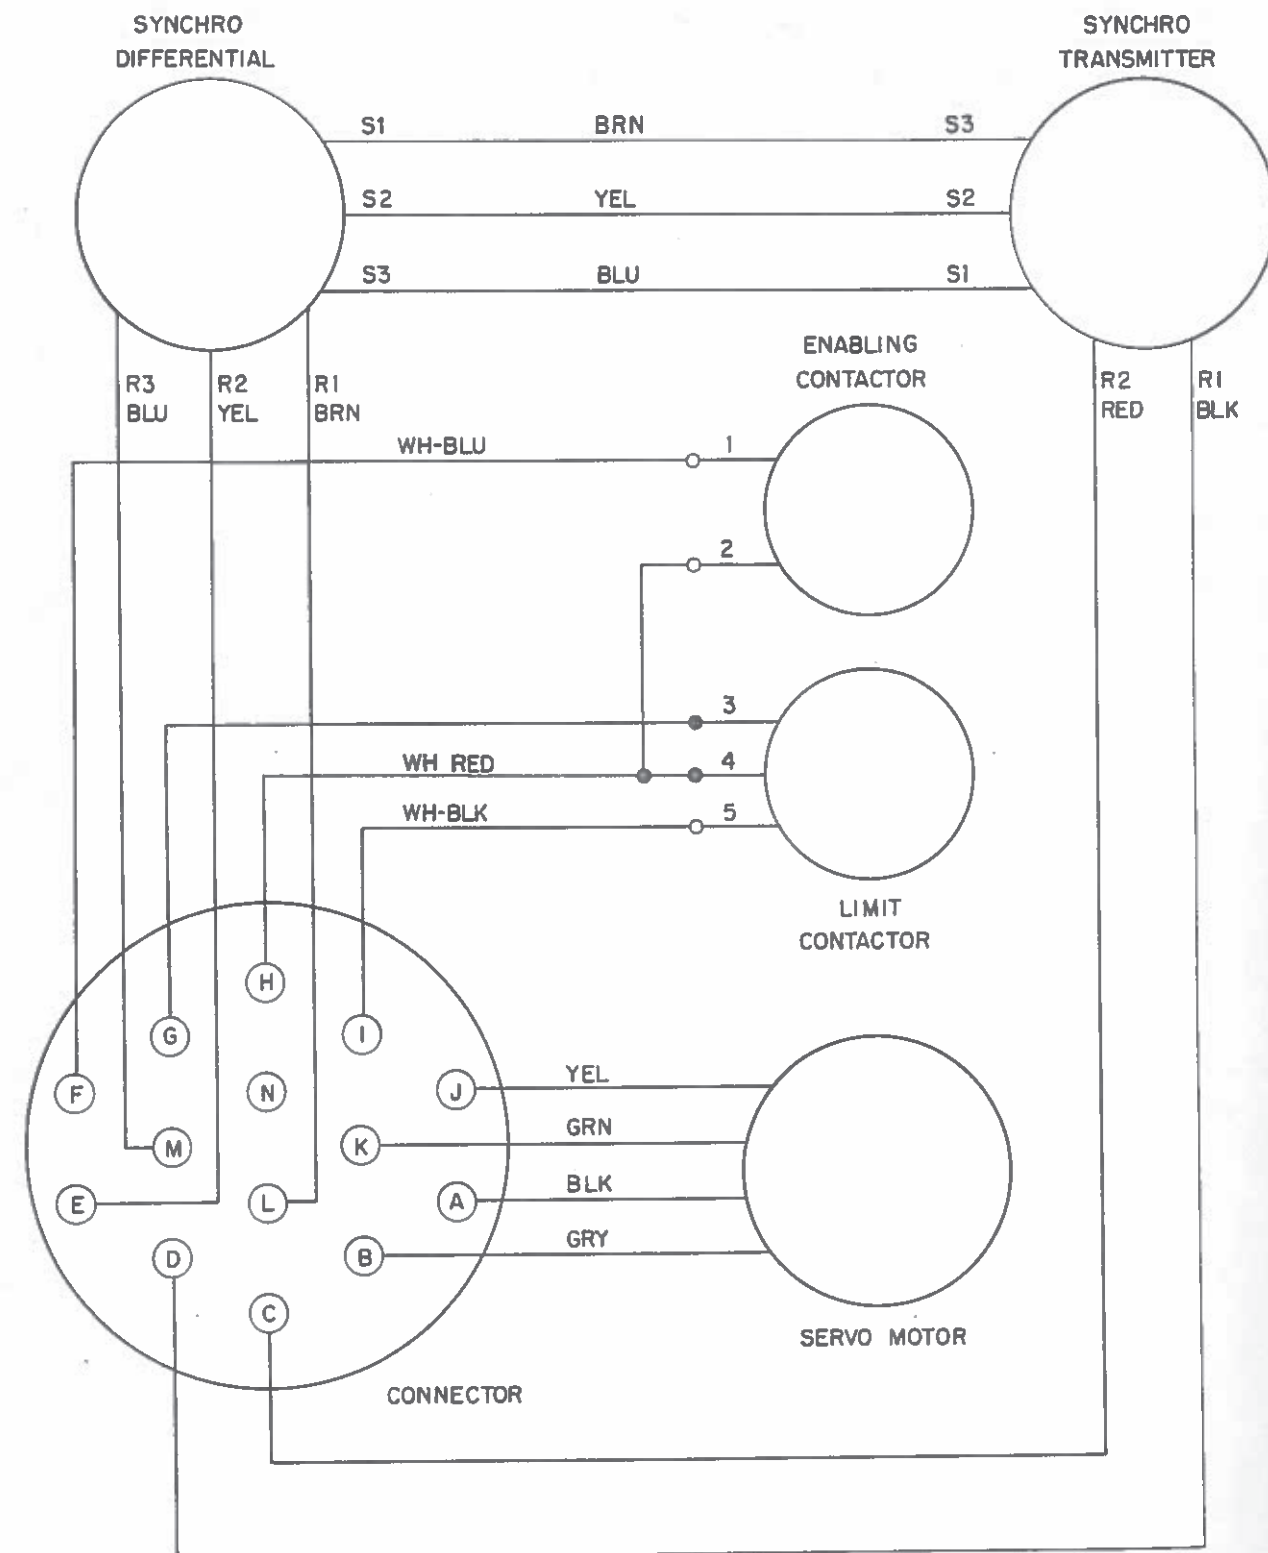 SYNCHRO
DIFFERENTIAL
SYNCHRO
TRANSMITTER
S1 BRN S3
S2 YEL S2
S3 BLU S1
ENABLING
CONTACTOR
R3
BLU
R2
YEL
R1
BRN
R2
RED
R1
BLK
WH-BLU 1
2
3
WH RED 4
WH-BLK 5
LIMIT
CONTACTOR
H
G
I
F
N
J
YEL
M
K
GRN
E
L
A
BLK
D
B
GRY
C
SERVO MOTOR
CONNECTOR